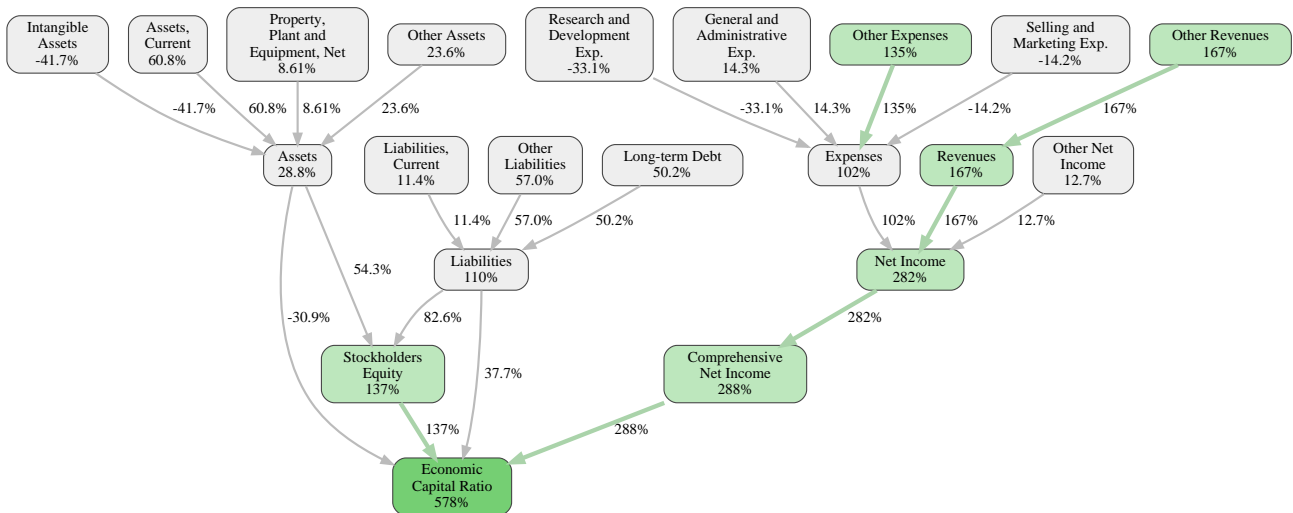 Intangible
Assets
-41.7%
Assets,
Current
60.8%
Property,
Plant and
Equipment, Net
8.61%
Other Assets
23.6%
Research and
Development
Exp.
-33.1%
General and
Administrative
Exp.
14.3%
Other Expenses
135%
Selling and
Marketing Exp.
-14.2%
Other Revenues
167%
-41.7%
60.8%
8.61%
23.6%
-33.1%
14.3%
135%
-14.2%
167%
Assets
28.8%
Liabilities,
Current
11.4%
Other
Liabilities
57.0%
Long-term Debt
50.2%
Expenses
102%
Revenues
167%
Other Net
Income
12.7%
11.4%
57.0%
50.2%
102%
167%
12.7%
54.3%
Liabilities
110%
Net Income
282%
-30.9%
82.6%
282%
Stockholders
Equity
137%
37.7%
Comprehensive
Net Income
288%
137%
288%
Economic
Capital Ratio
578%